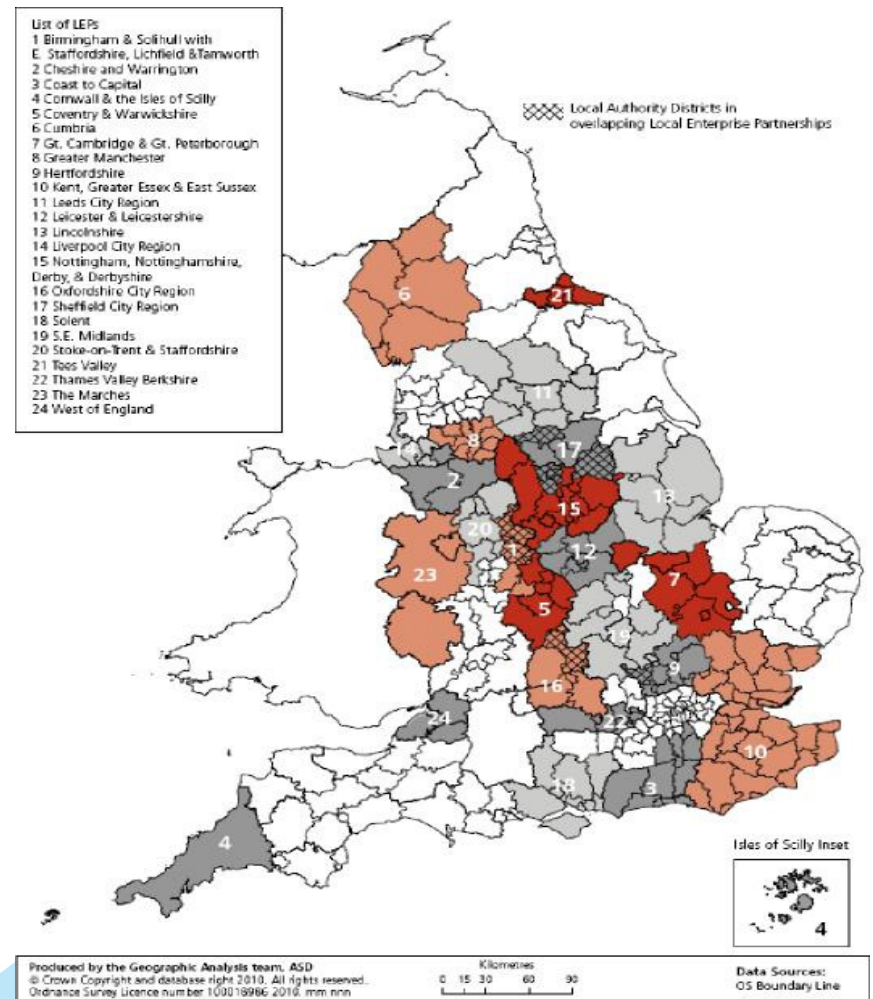 List of LEPs
1 Birmingham & Solihull with
E. Staffordshire, Lichfield &Tamworth
2 Cheshire and Warrington
3 Coast to Capital
4 Cornwall & the Isles of Scilly
5 Coventry & Warwickshire
6 Cumbria
7 Gt. Cambridge & Gt. Peterborough
8 Greater Manchester
9 Hertfordshire
10 Kent, Greater Essex & East Sussex
11 Leeds City Region
12 Leicester & Leicestershire
13 Lincolnshire
14 Liverpool City Region
15 Nottingham, Nottinghamshire,
Derby, & Derbyshire
16 Oxfordshire City Region
17 Sheffield City Region
18 Solent
19 S.E. Midlands
20 Stoke-on-Trent & Staffordshire
21 Tees Valley
22 Thames Valley Berkshire
23 The Marches
24 West of England
Local Authority Districts in
overlapping Local Enterprise Partnerships
6
21
11
8
17
14
2
13
15
20
1
12
23
7
5
19
9
16
24
22
10
18
3
4
Isles of Scilly Inset
4
Produced by the Geographic Analysis team, ASD
© Crown Copyright and database right 2010. All rights reserved.
Ordnance Survey Licence number 100018986 2010. mm nnn
Kilometres
0 15 30 60 90
Data Sources:
OS Boundary Line